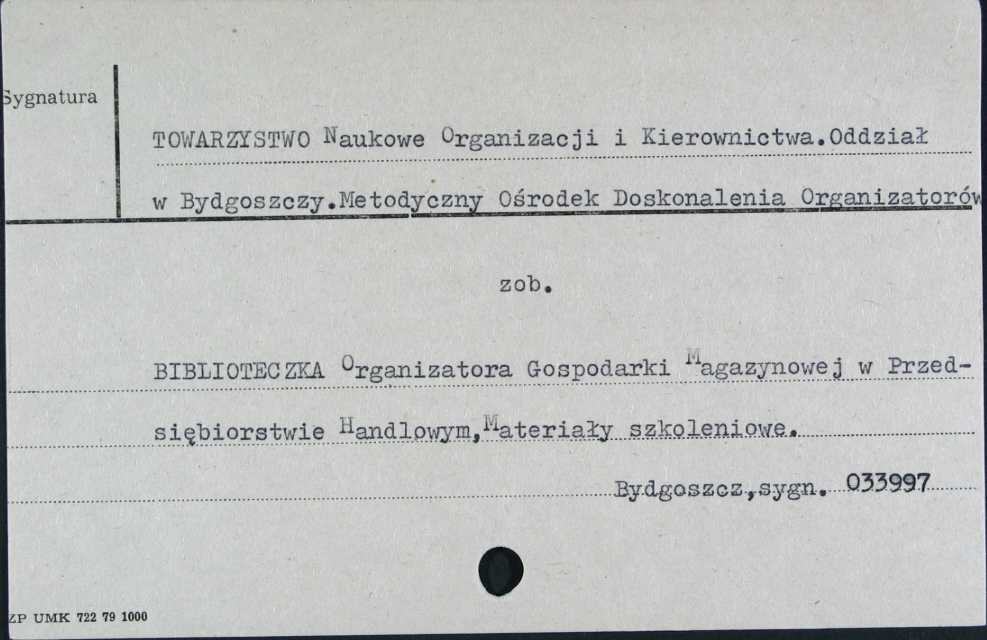 Sygnatura
TOWARZYSTWO Naukowe Organizacji i Kierownictwa.Oddział
w Bydgoszczy.Metodyczny Ośrodek Doskonalenia Organizatorów
zob.
BIBLIOTECZKA Organizatora Gospodarki Magazynowej w Przed-
siębiorstwie Handlowym,Materiały szkoleniowe.
Bydgoszcz,sygn. 033997
ZP UMK 722 79 1000